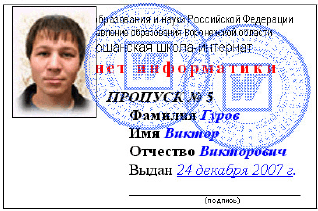 образования и науки Российской Федерации
авление образования Воронежской области
ошанская школа-интернат
нет информатики
ПРОПУСК № 5
Фамилия Гуров
Имя Виктор
Отчество Викторович
Выдан 24 декабря 2007 г.
(подпись)